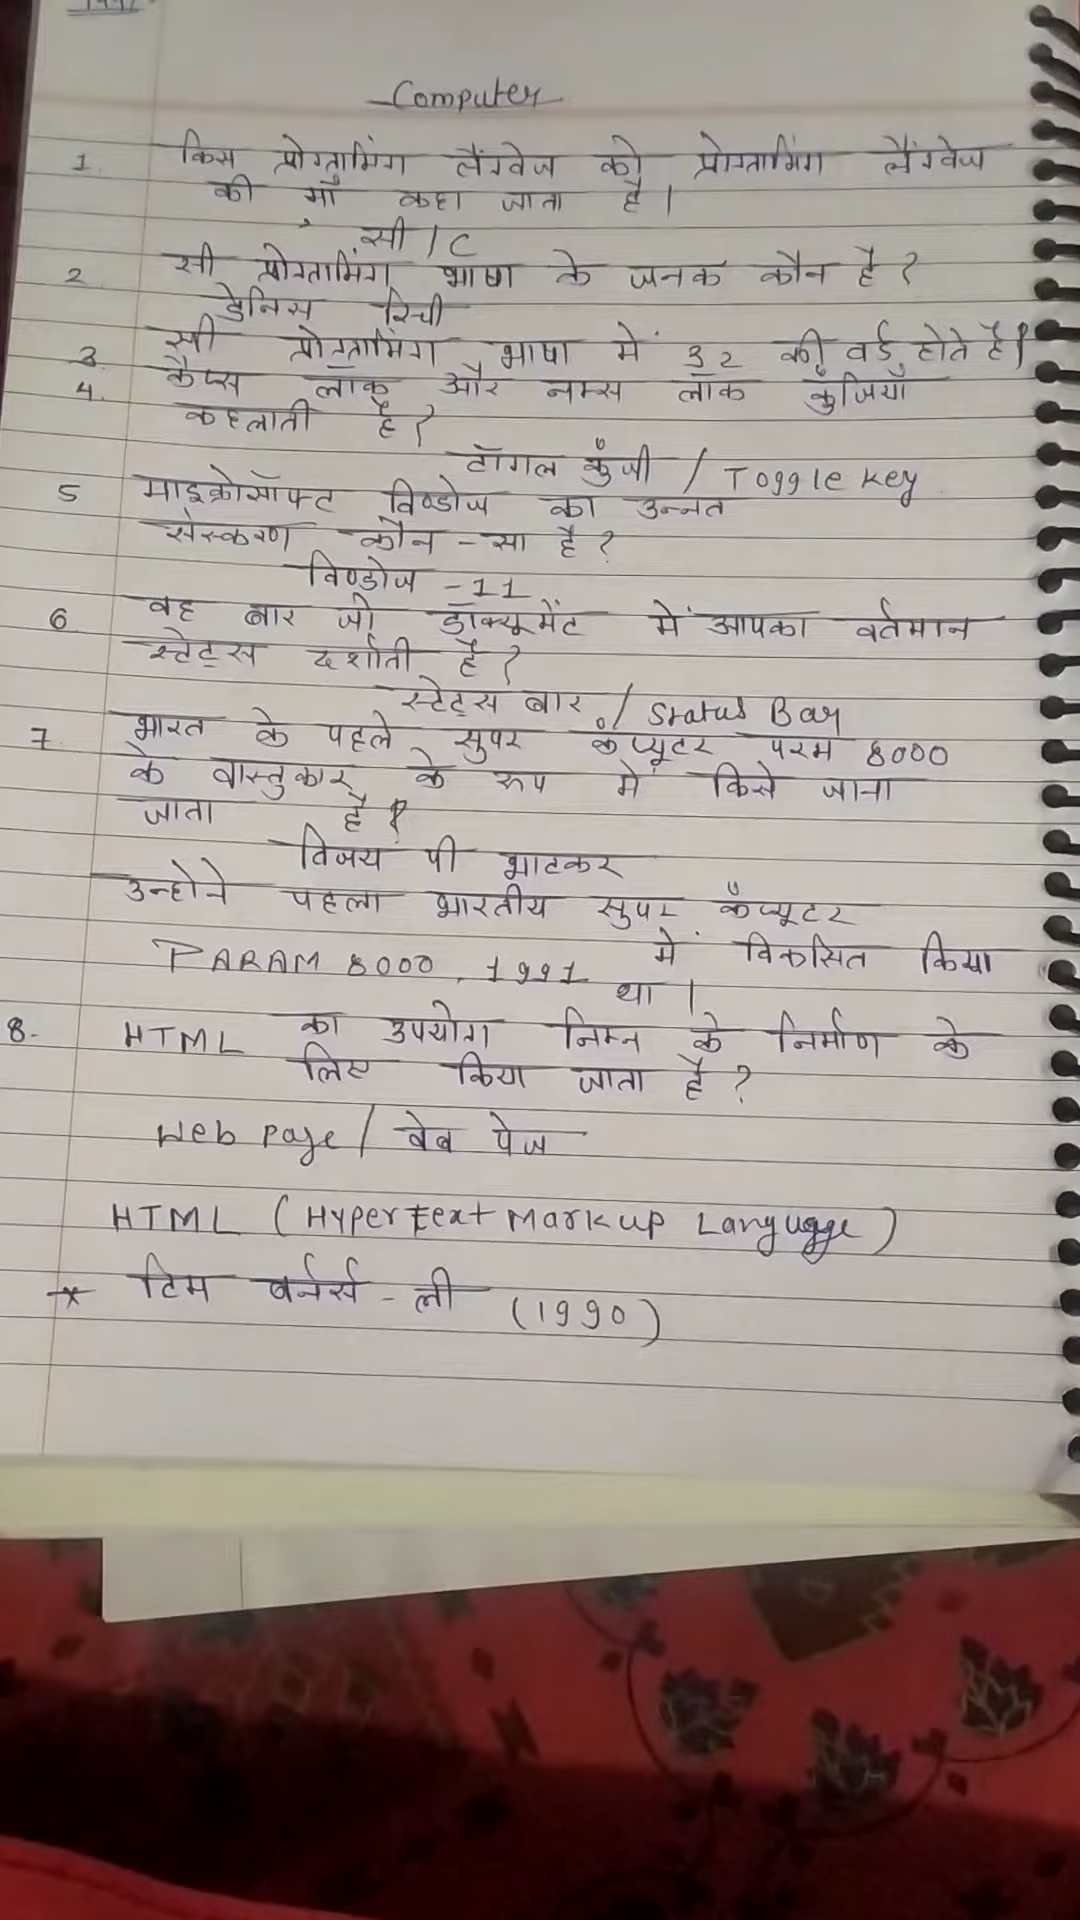 Computer
1. किस प्रोग्रामिंग लैंग्वेज को प्रोग्रामिंग लैंग्वेज
की माँ कहा जाता है।
सी / C
2 सी प्रोग्रामिंग भाषा के जनक कौन है ?
डेनिस रिची
3. सी प्रोग्रामिंग भाषा में 32 की वर्ड होते है
4. कैप्स लॉक और नम्स लॉक कुंजियाँ
कहलाती है ?
टॉगल कुंजी / Toggle key
5 माइक्रोसॉफ्ट विण्डोज का उन्नत
संस्करण कौन - सा है ?
विण्डोज - 11
6 वह बार जो डॉक्यूमेंट में आपका वर्तमान
स्टेट्स दर्शाती है ?
स्टेट्स बार / Status Bar
7 भारत के पहले सुपर कंप्यूटर परम 8000
के वास्तुकार के रूप में किसे जाना
जाता है ?
विजय पी भाटकर
उन्होने पहला भारतीय सुपर कँप्यूटर
PARAM 8000, 1991 में विकसित किया
था ।
8. HTML का उपयोग निम्न के निर्माण के
लिए किया जाता है ?
Web page / वेब पेज
HTML (Hyper Text Markup Langugge)
* टिम बर्नर्स - ली (1990)